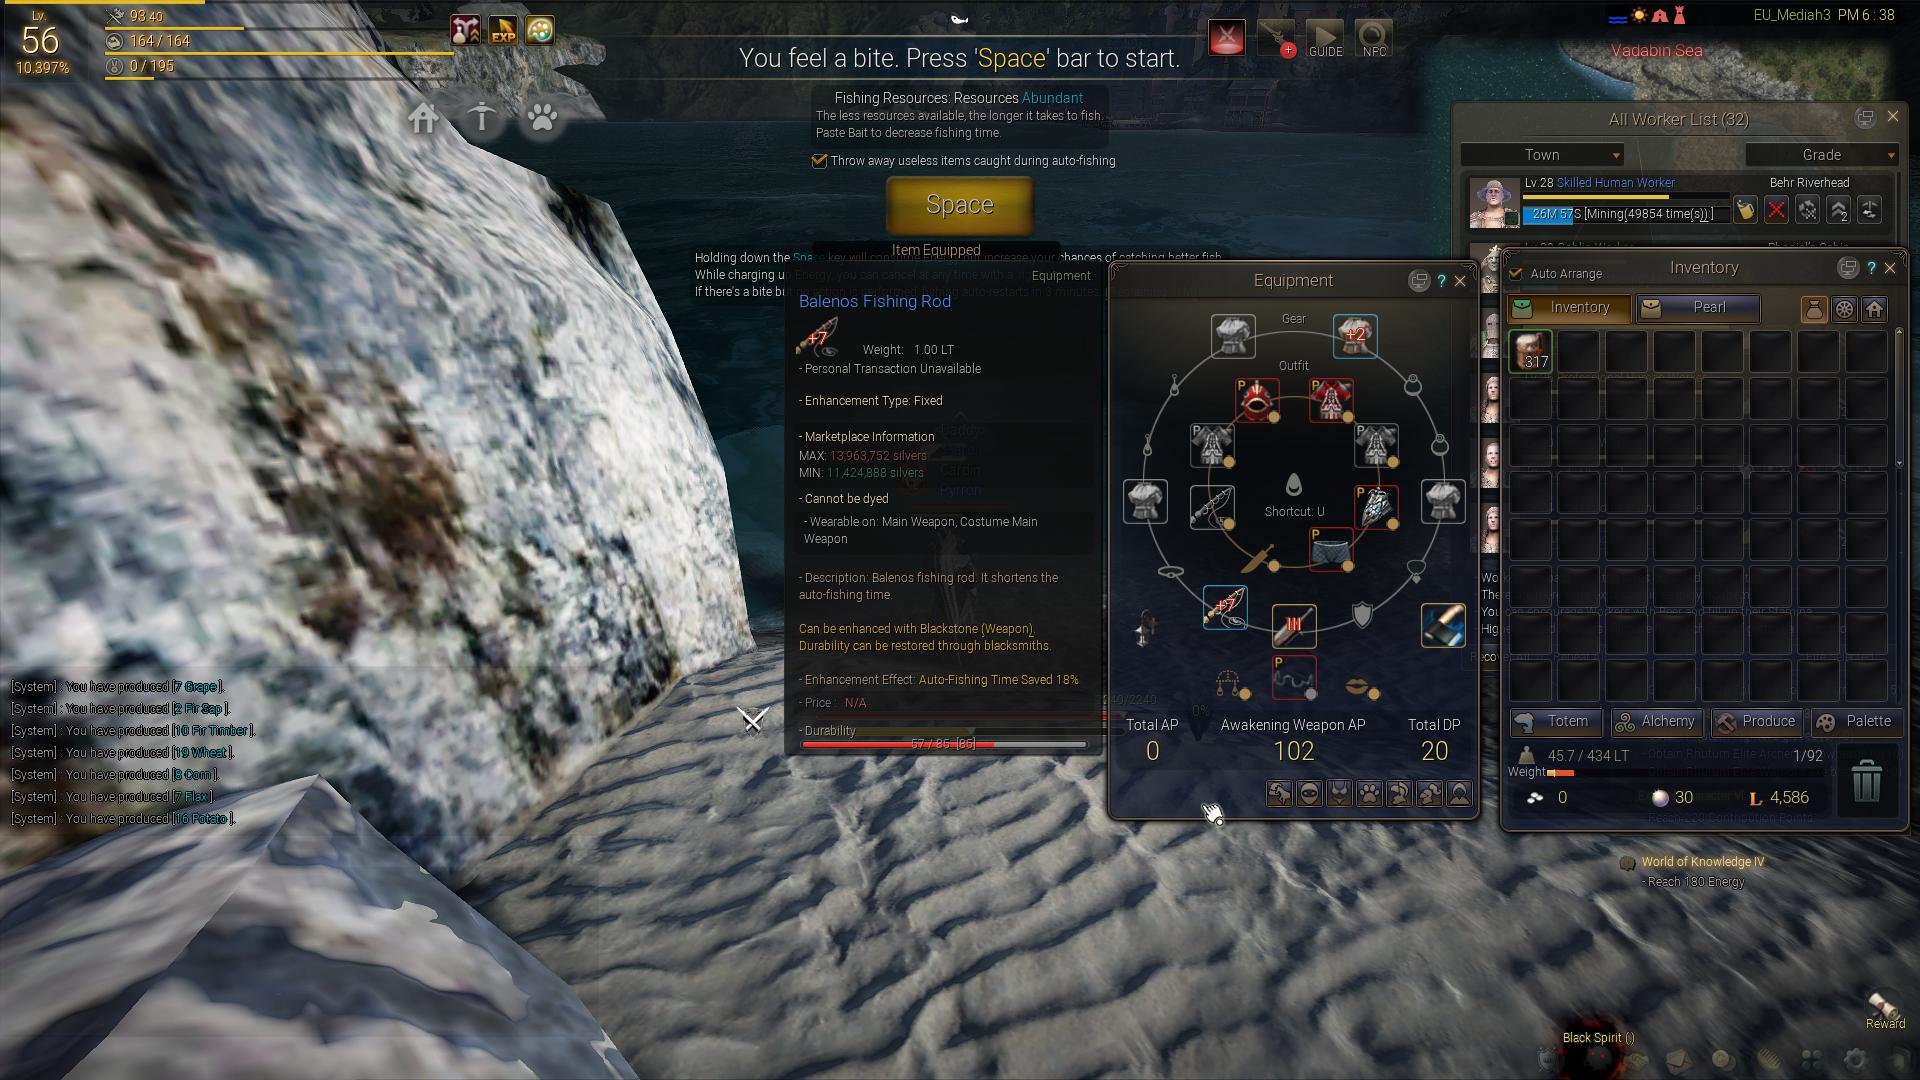 Lv.
56
10.397%
93.40
164 / 164
0 / 195
EXP
You feel a bite. Press 'Space' bar to start.
Fishing Resources: Resources Abundant
The less resources available, the longer it takes to fish.
Paste Bait to decrease fishing time.
Throw away useless items caught during auto-fishing
Space
GUIDE
NPC
EU_Mediah3 PM 6 : 38
Vadabin Sea
All Worker List (32)
Town
Grade
Lv.28 Skilled Human Worker
Behr Riverhead
26M 57S [Mining(49854 time(s)).]
2
Item Equipped
Equipment
Balenos Fishing Rod
+7
Weight: 1.00 LT
- Personal Transaction Unavailable
- Enhancement Type: Fixed
- Marketplace Information
MAX: 13,963,752 silvers
MIN: 11,424,888 silvers
- Cannot be dyed
- Wearable on: Main Weapon, Costume Main
Weapon
- Description: Balenos fishing rod. It shortens the
auto-fishing time.
Can be enhanced with Blackstone (Weapon).
Durability can be restored through blacksmiths.
- Enhancement Effect: Auto-Fishing Time Saved 18%
- Price : N/A
- Durability
57 / 85 [85]
Equipment
?
Gear
+2
Outfit
Shortcut: U
+7
III
Total AP
0
Awakening Weapon AP
102
Total DP
20
Auto Arrange
Inventory
?
Inventory
Pearl
317
Totem
Alchemy
Produce
Palette
45.7 / 434 LT
1/92
Weight
0
30
L 4,586
World of Knowledge IV
- Reach 180 Energy
[System] : You have produced [7 Grape ].
[System] : You have produced [2 Fir Sap ].
[System] : You have produced [10 Fir Timber ].
[System] : You have produced [19 Wheat ].
[System] : You have produced [8 Corn ].
[System] : You have produced [7 Flax ].
[System] : You have produced [16 Potato ].
Reward
Black Spirit ( )